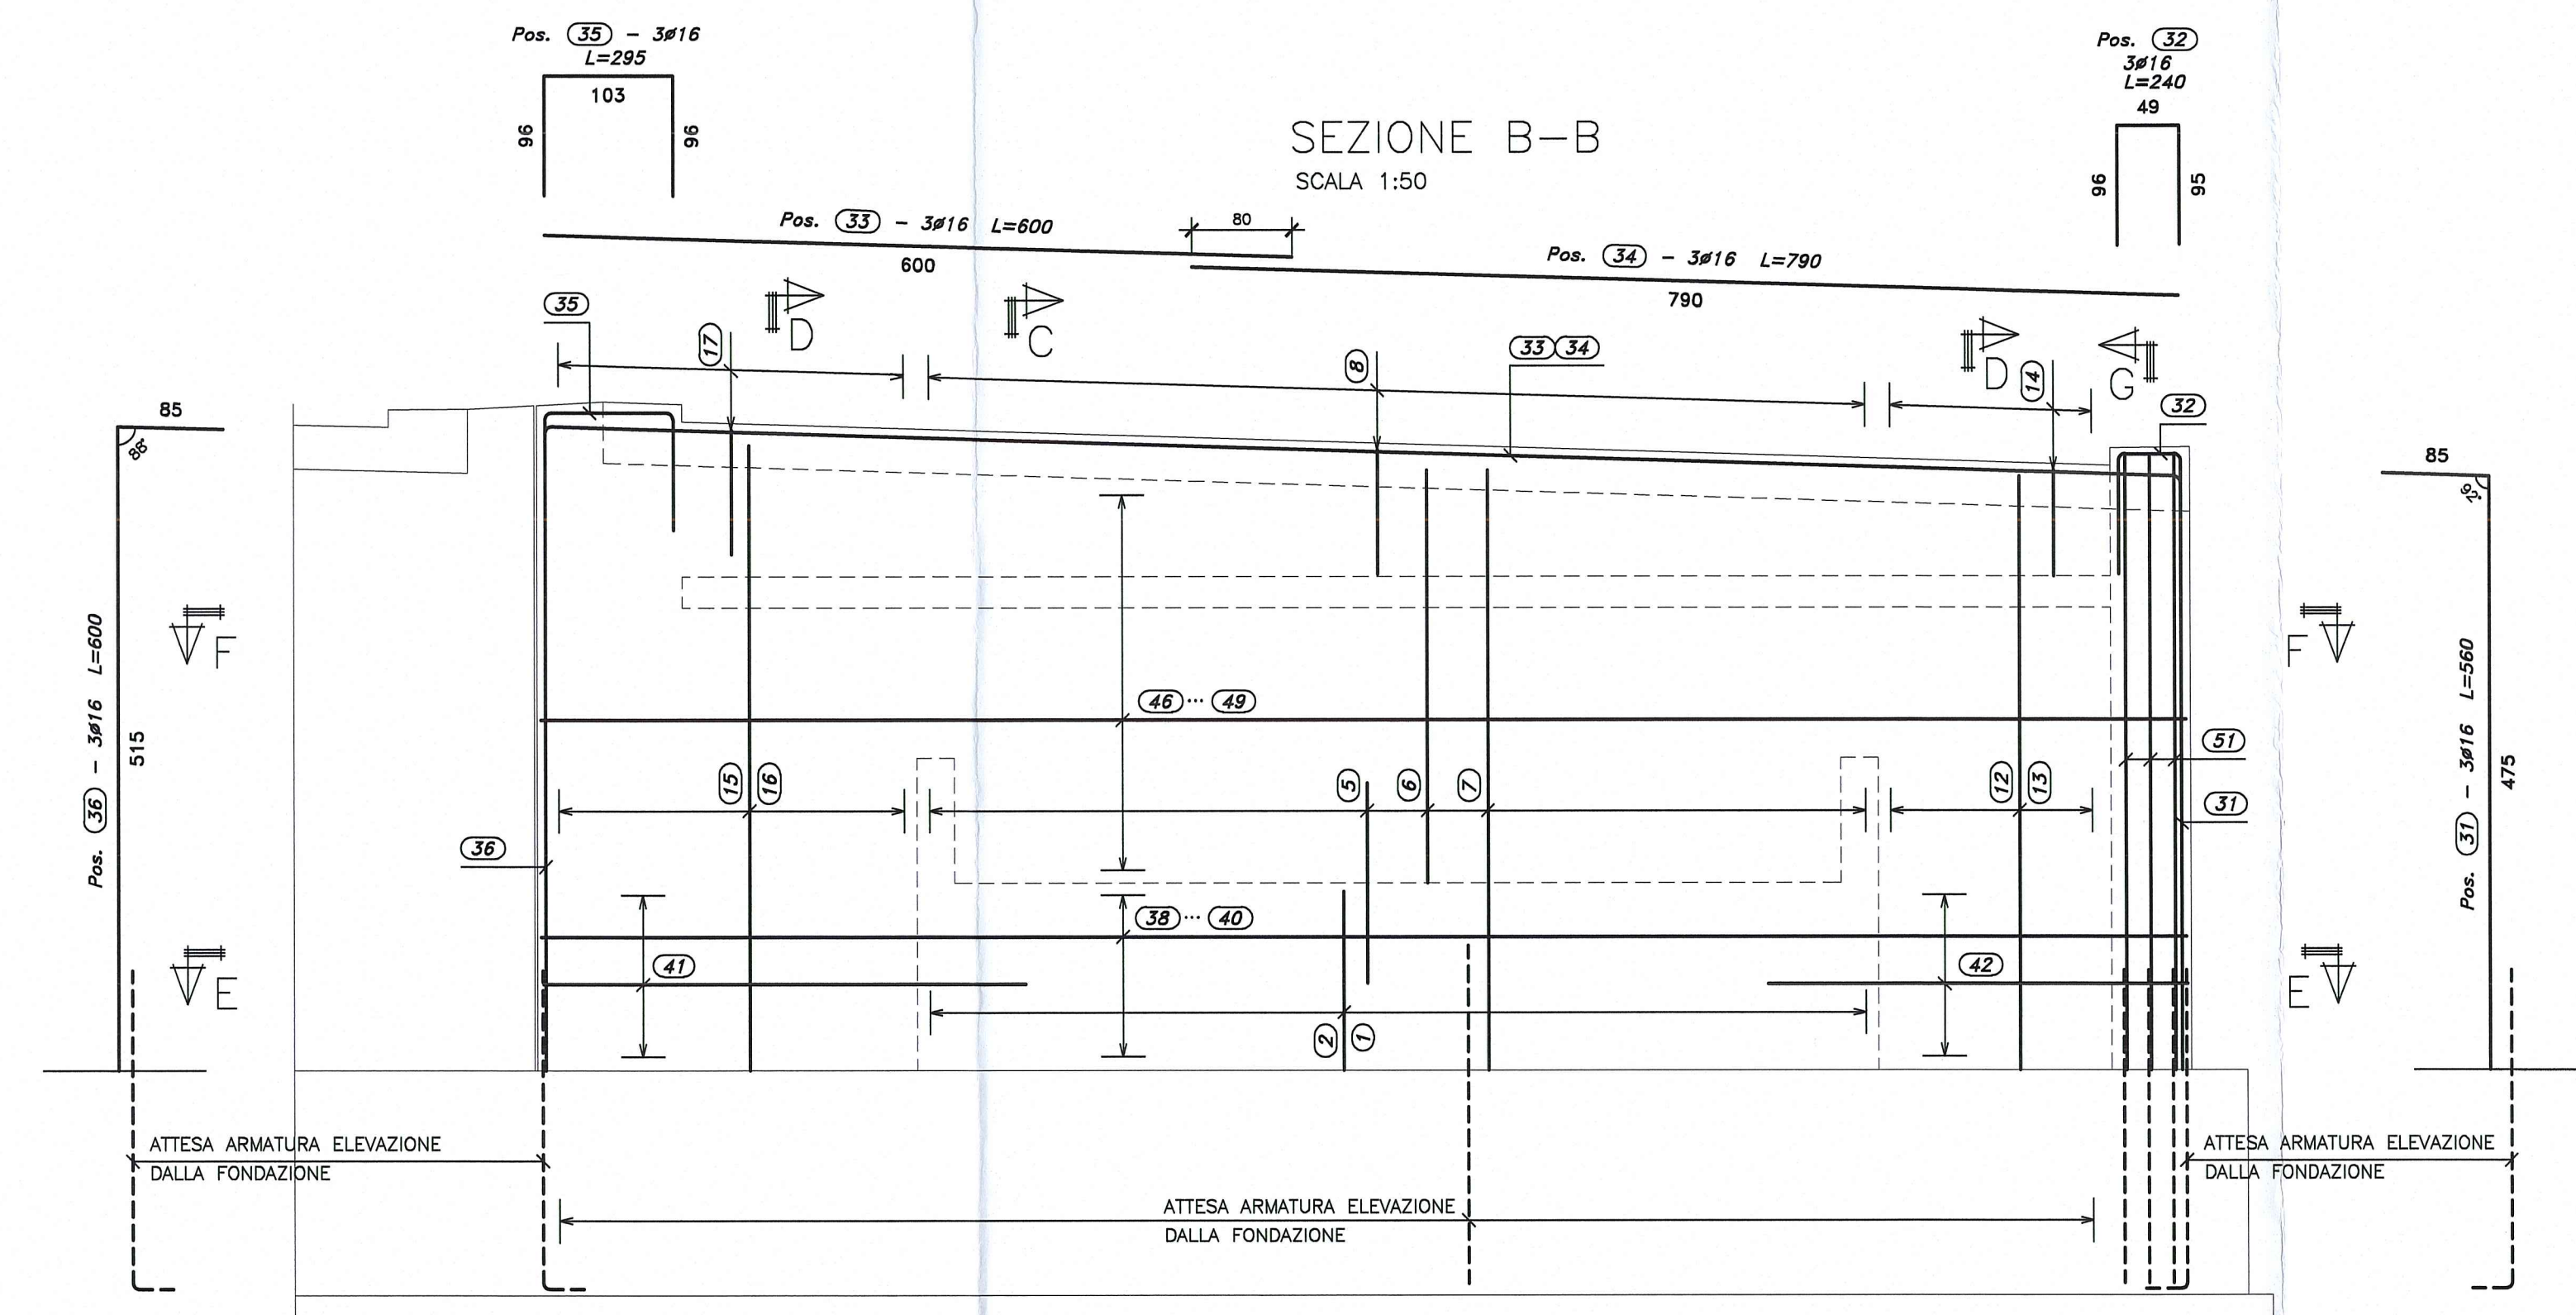 Pos. 35 - 3ø16
L=295
103
96
96
Pos. 32
3ø16
L=240
49
96
95
SEZIONE B-B
SCALA 1:50
Pos. 33 - 3ø16 L=600
600
80
Pos. 34 - 3ø16 L=790
790
35
17
D
C
8
33 34
D
14
G
32
85
88°
85
92°
Pos. 36 - 3ø16 L=600
515
F
F
Pos. 31 - 3ø16 L=560
475
46 ... 49
15
16
5
6
7
12
13
51
31
36
38 ... 40
41
42
E
E
2
1
ATTESA ARMATURA ELEVAZIONE
DALLA FONDAZIONE
ATTESA ARMATURA ELEVAZIONE
DALLA FONDAZIONE
ATTESA ARMATURA ELEVAZIONE
DALLA FONDAZIONE